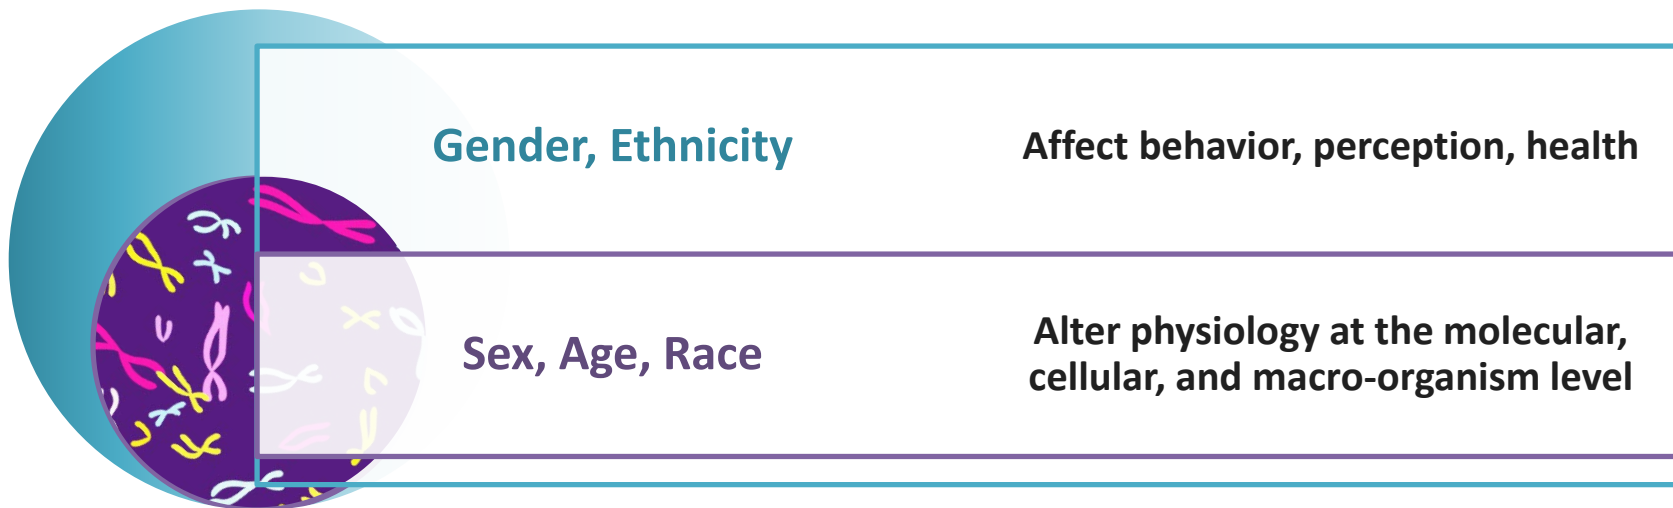 Gender, Ethnicity
Affect behavior, perception, health
Sex, Age, Race
Alter physiology at the molecular,
cellular, and macro-organism level